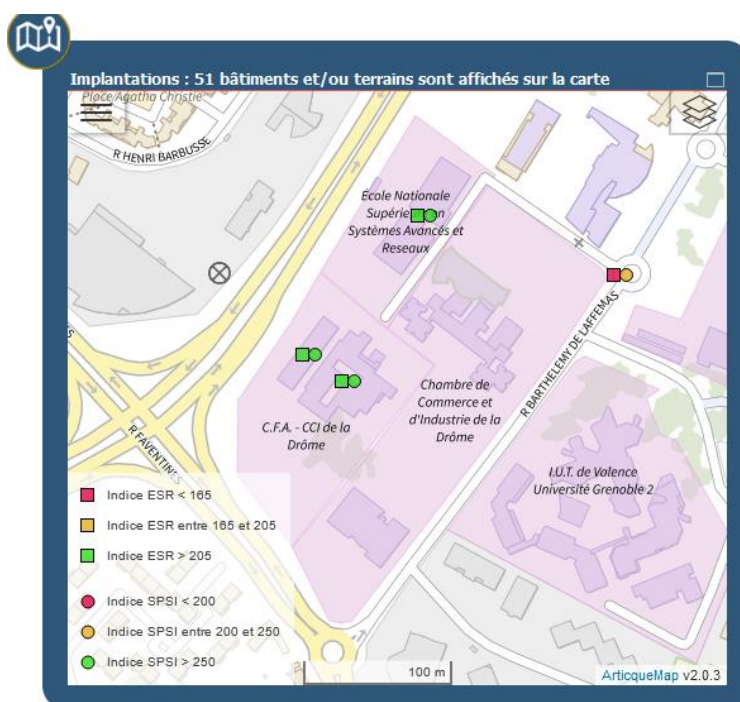 Implantations : 51 bâtiments et/ou terrains sont affichés sur la carte
Place Agatha Christie
R HENRI BARBUSSE
École Nationale
Systèmes Avancés et
Reseaux
R BARTHELEMY DE LAFFEMAS
Chambre de
Commerce et
d'Industrie de la
Drôme
C.F.A. - CCI de la
Drôme
R FAVENTINES
I.U.T. de Valence
Université Grenoble 2
Indice ESR < 165
Indice ESR entre 165 et 205
Indice ESR > 205
Indice SPSI < 200
Indice SPSI entre 200 et 250
Indice SPSI > 250
100 m
ArticqueMap v2.0.3